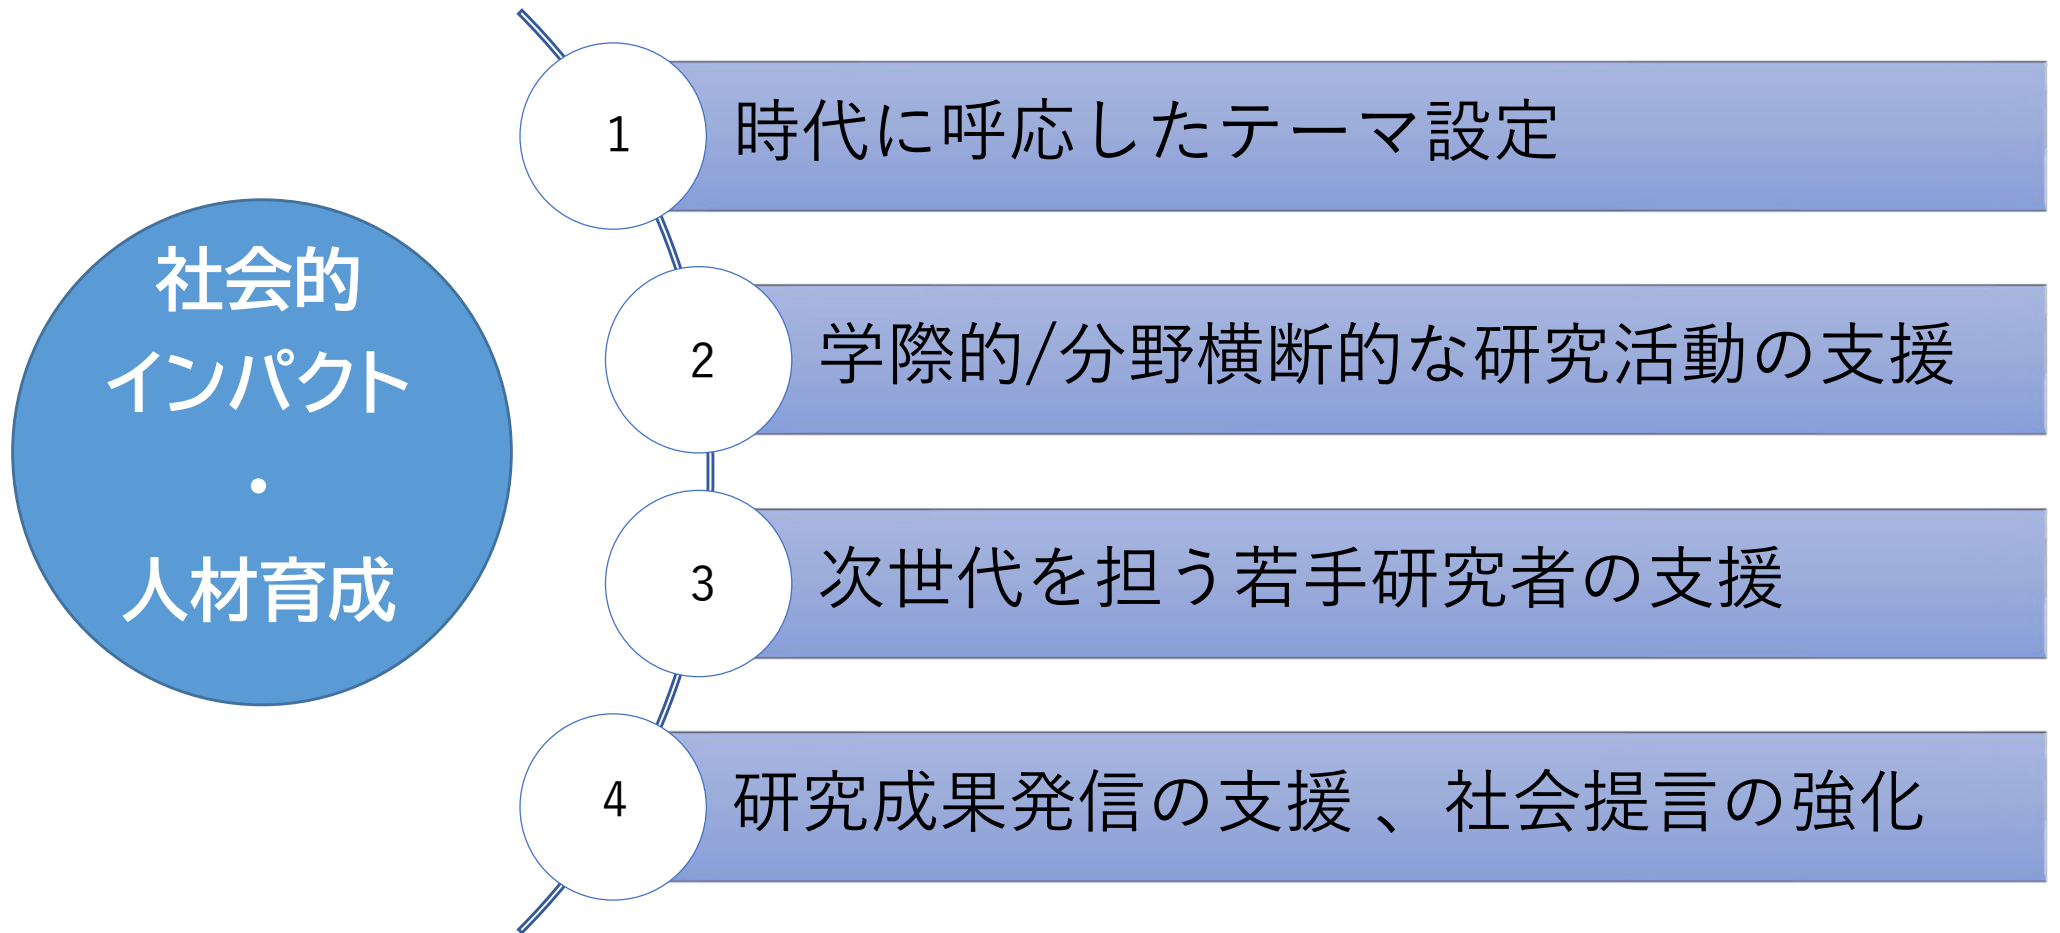 社会的
インパクト
・
人材育成
1
時代に呼応したテーマ設定
2
学際的/分野横断的な研究活動の支援
3
次世代を担う若手研究者の支援
4
研究成果発信の支援 、社会提言の強化